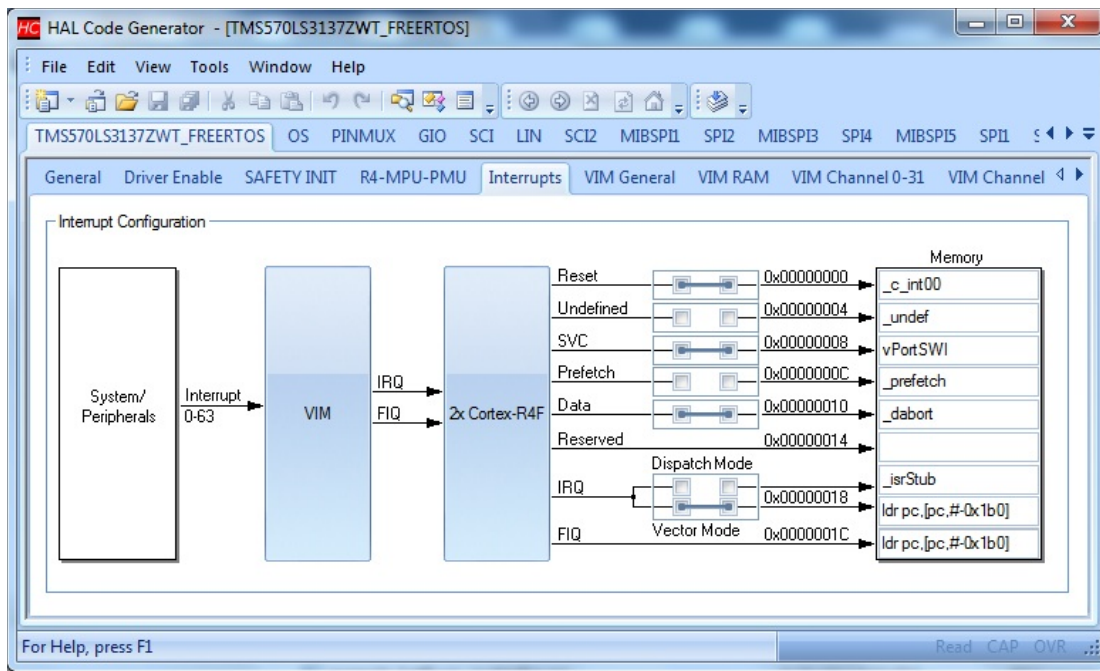 HC HAL Code Generator - [TMS570LS3137ZWT_FREERTOS]
File Edit View Tools Window Help
TMS570LS3137ZWT_FREERTOS OS PINMUX GIO SCI LIN SCI2 MIBSPI1 SPI2 MIBSPI3 SPI4 MIBSPI5 SPI1
General Driver Enable SAFETY INIT R4-MPU-PMU Interrupts VIM General VIM RAM VIM Channel 0-31 VIM Channel
Interrupt Configuration
Memory
Reset 0x00000000 _c_int00
Undefined 0x00000004 _undef
SVC 0x00000008 vPortSWI
Prefetch 0x0000000C _prefetch
Data 0x00000010 _dabort
Reserved 0x00000014
System/
Peripherals
Interrupt
0-63
VIM
IRQ
FIQ
2x Cortex-R4F
Dispatch Mode
IRQ 0x00000018 _isrStub
ldr pc,[pc,#-0x1b0]
Vector Mode
FIQ 0x0000001C ldr pc,[pc,#-0x1b0]
For Help, press F1
Read CAP OVR